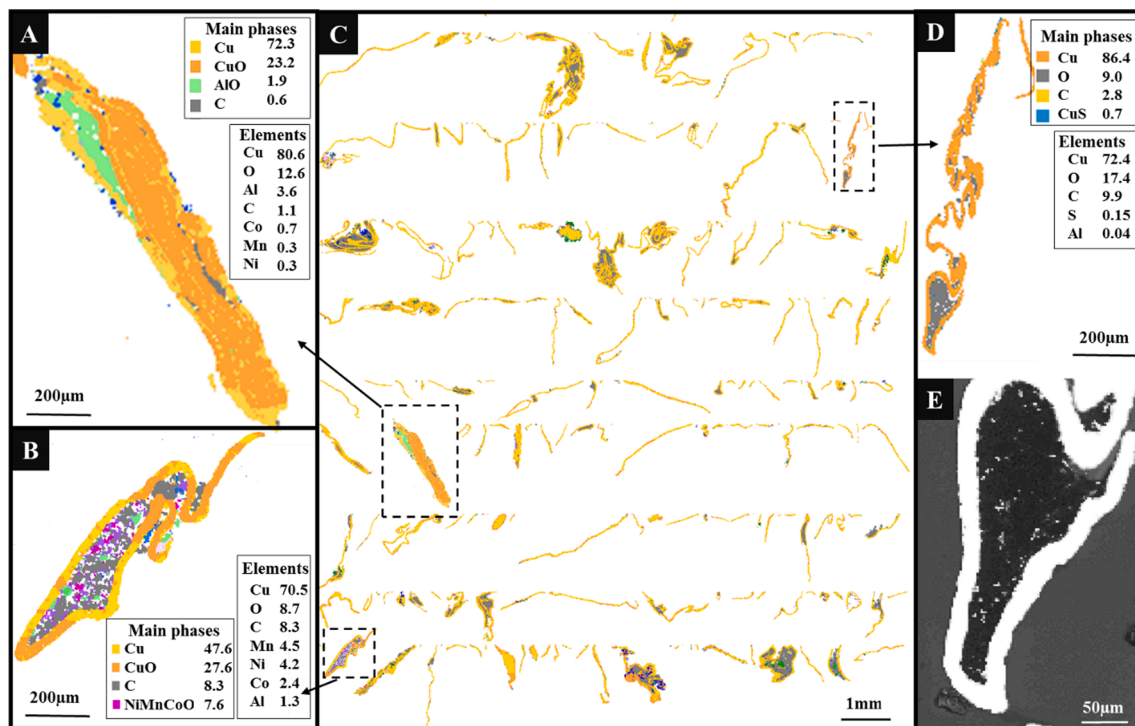 A
Main phases
Cu 72.3
CuO 23.2
AlO 1.9
C 0.6
Elements
Cu 80.6
O 12.6
Al 3.6
C 1.1
Co 0.7
Mn 0.3
Ni 0.3
200μm
B
Main phases
Cu 47.6
CuO 27.6
C 8.3
NiMnCoO 7.6
Elements
Cu 70.5
O 8.7
C 8.3
Mn 4.5
Ni 4.2
Co 2.4
Al 1.3
200μm
C
1mm
D
Main phases
Cu 86.4
O 9.0
C 2.8
CuS 0.7
Elements
Cu 72.4
O 17.4
C 9.9
S 0.15
Al 0.04
200μm
E
50μm